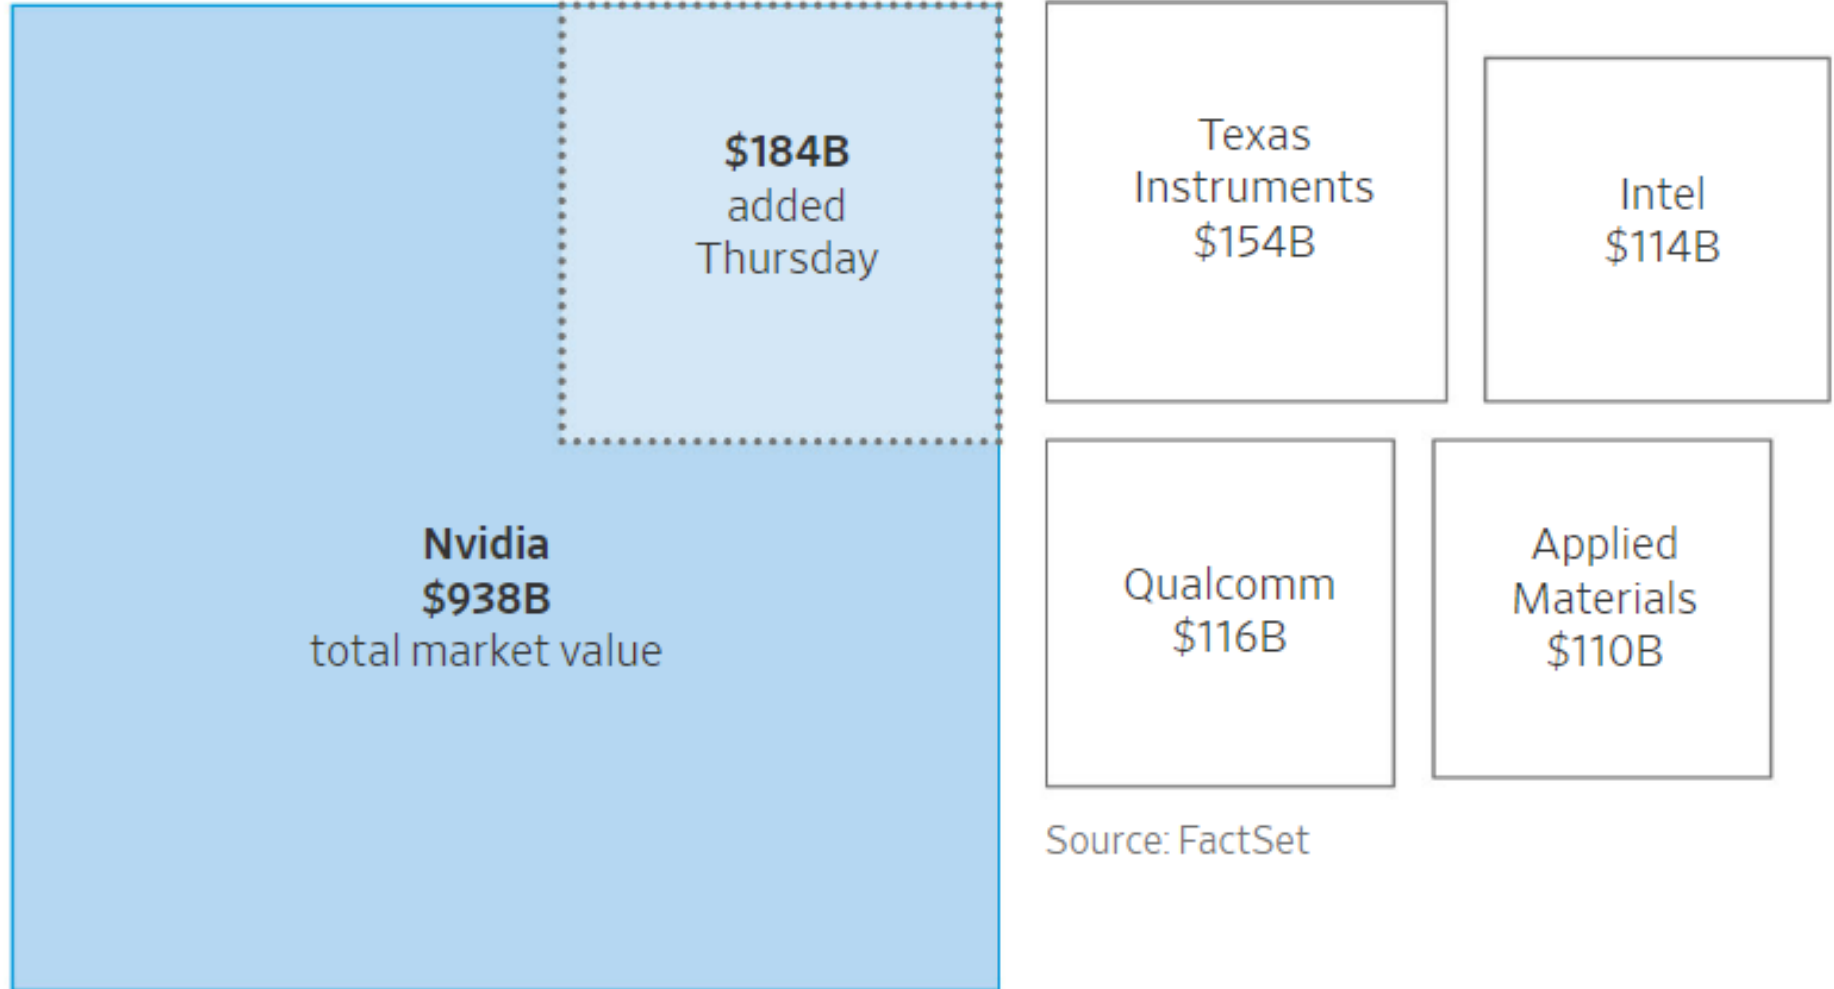 $184B
added
Thursday
Nvidia
$938B
total market value
Texas
Instruments
$154B
Intel
$114B
Qualcomm
$116B
Applied
Materials
$110B
Source: FactSet